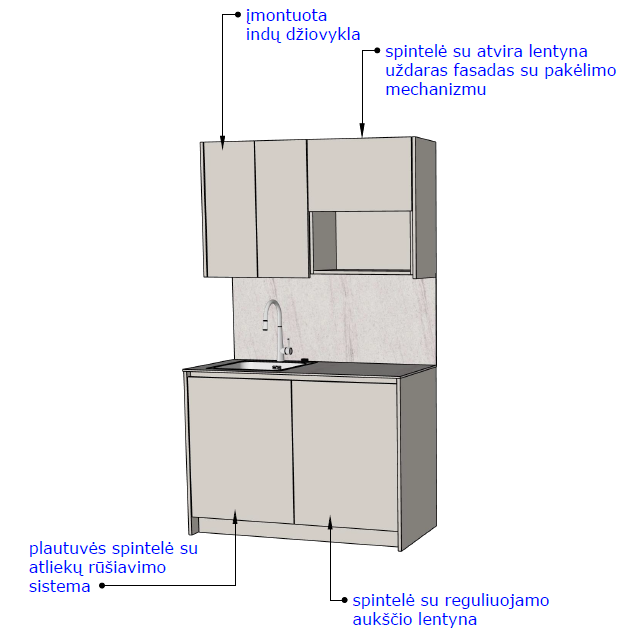 įmontuota
indų džiovykla
spintelė su atvira lentyna
uždaras fasadas su pakėlimo
mechanizmu
plautuvės spintelė su
atliekų rūšiavimo
sistema
spintelė su reguliuojamo
aukščio lentyna